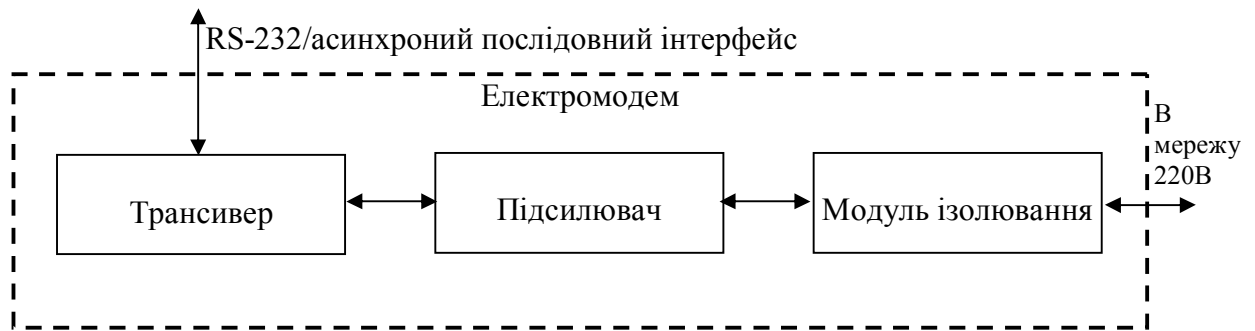 RS-232/асинхроний послідовний інтерфейс
Електромодем
В
мережу
220В
Трансивер
Підсилювач
Модуль ізолювання